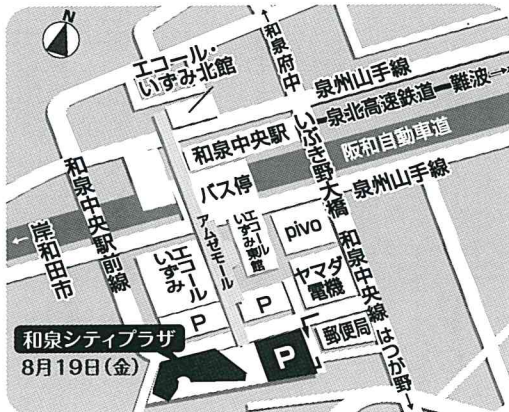 ↑和泉府中
エコール・
いずみ北館
泉州山手線
泉北高速鉄道―難波→
和泉中央駅
いぶき野大橋
阪和自動車道
バス停
泉州山手線
和泉中央駅前線
アムゼモール
エコール
いずみ東館
pivo
←岸和田市
エコール
いずみ
ヤマダ
電機
和泉中央線
P
P
郵便局
はつが野→
和泉シティプラザ
8月19日(金)
P